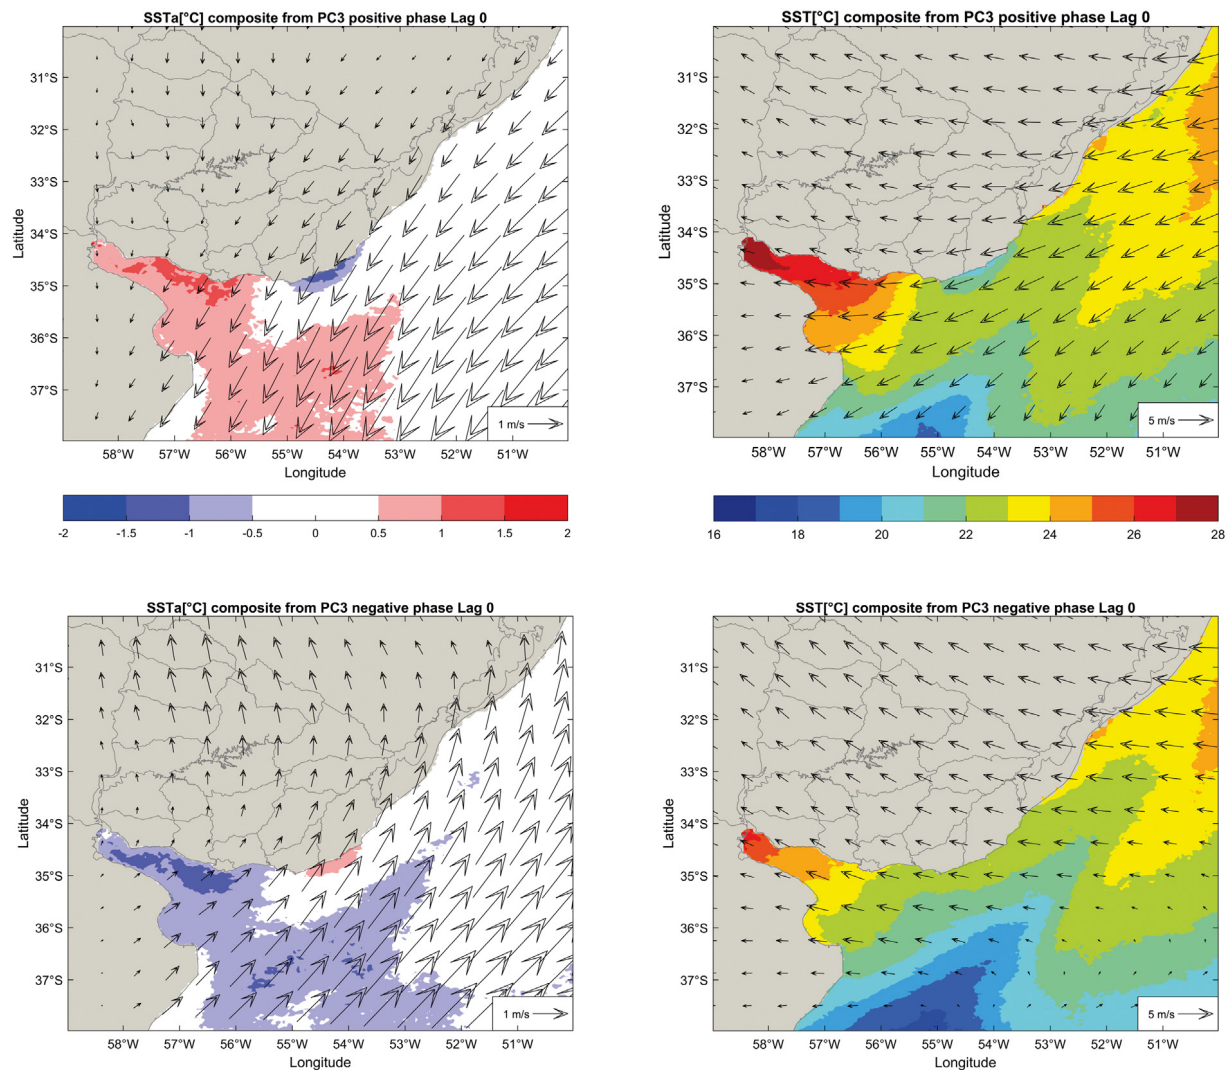 SSTa[°C] composite from PC3 positive phase Lag 0
31°S
32°S
33°S
34°S
35°S
36°S
37°S
Latitude
1 m/s
58°W 57°W 56°W 55°W 54°W 53°W 52°W 51°W
Longitude
-2 -1.5 -1 -0.5 0 0.5 1 1.5 2
SST[°C] composite from PC3 positive phase Lag 0
31°S
32°S
33°S
34°S
35°S
36°S
37°S
Latitude
5 m/s
58°W 57°W 56°W 55°W 54°W 53°W 52°W 51°W
Longitude
16 18 20 22 24 26 28
SSTa[°C] composite from PC3 negative phase Lag 0
31°S
32°S
33°S
34°S
35°S
36°S
37°S
Latitude
1 m/s
58°W 57°W 56°W 55°W 54°W 53°W 52°W 51°W
Longitude
SST[°C] composite from PC3 negative phase Lag 0
31°S
32°S
33°S
34°S
35°S
36°S
37°S
Latitude
5 m/s
58°W 57°W 56°W 55°W 54°W 53°W 52°W 51°W
Longitude